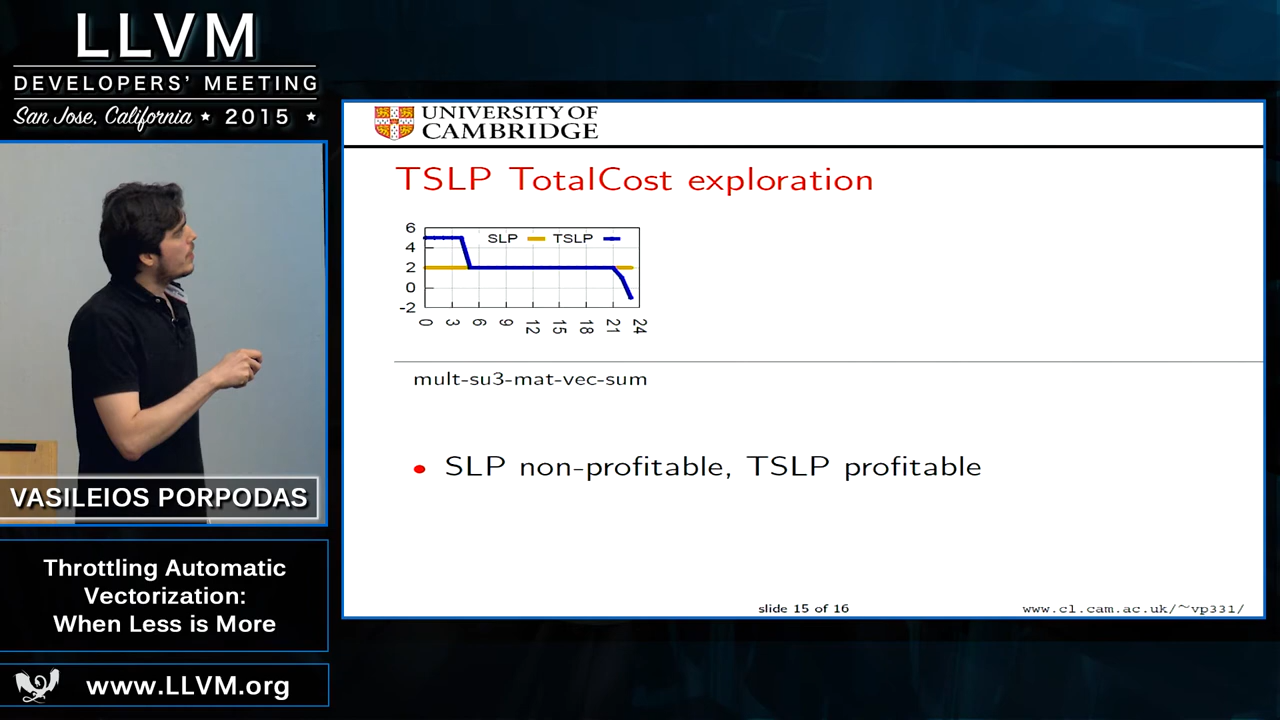 LLVM
DEVELOPERS' MEETING
San Jose, California ★ 2015 ★
UNIVERSITY OF
CAMBRIDGE
TSLP TotalCost exploration
6
4
2
0
-2
SLP TSLP
0 3 6 9 12 15 18 21 24
mult-su3-mat-vec-sum
• SLP non-profitable, TSLP profitable
slide 15 of 16
www.cl.cam.ac.uk/~vp331/
VASILEIOS PORPODAS
Throttling Automatic
Vectorization:
When Less is More
www.LLVM.org